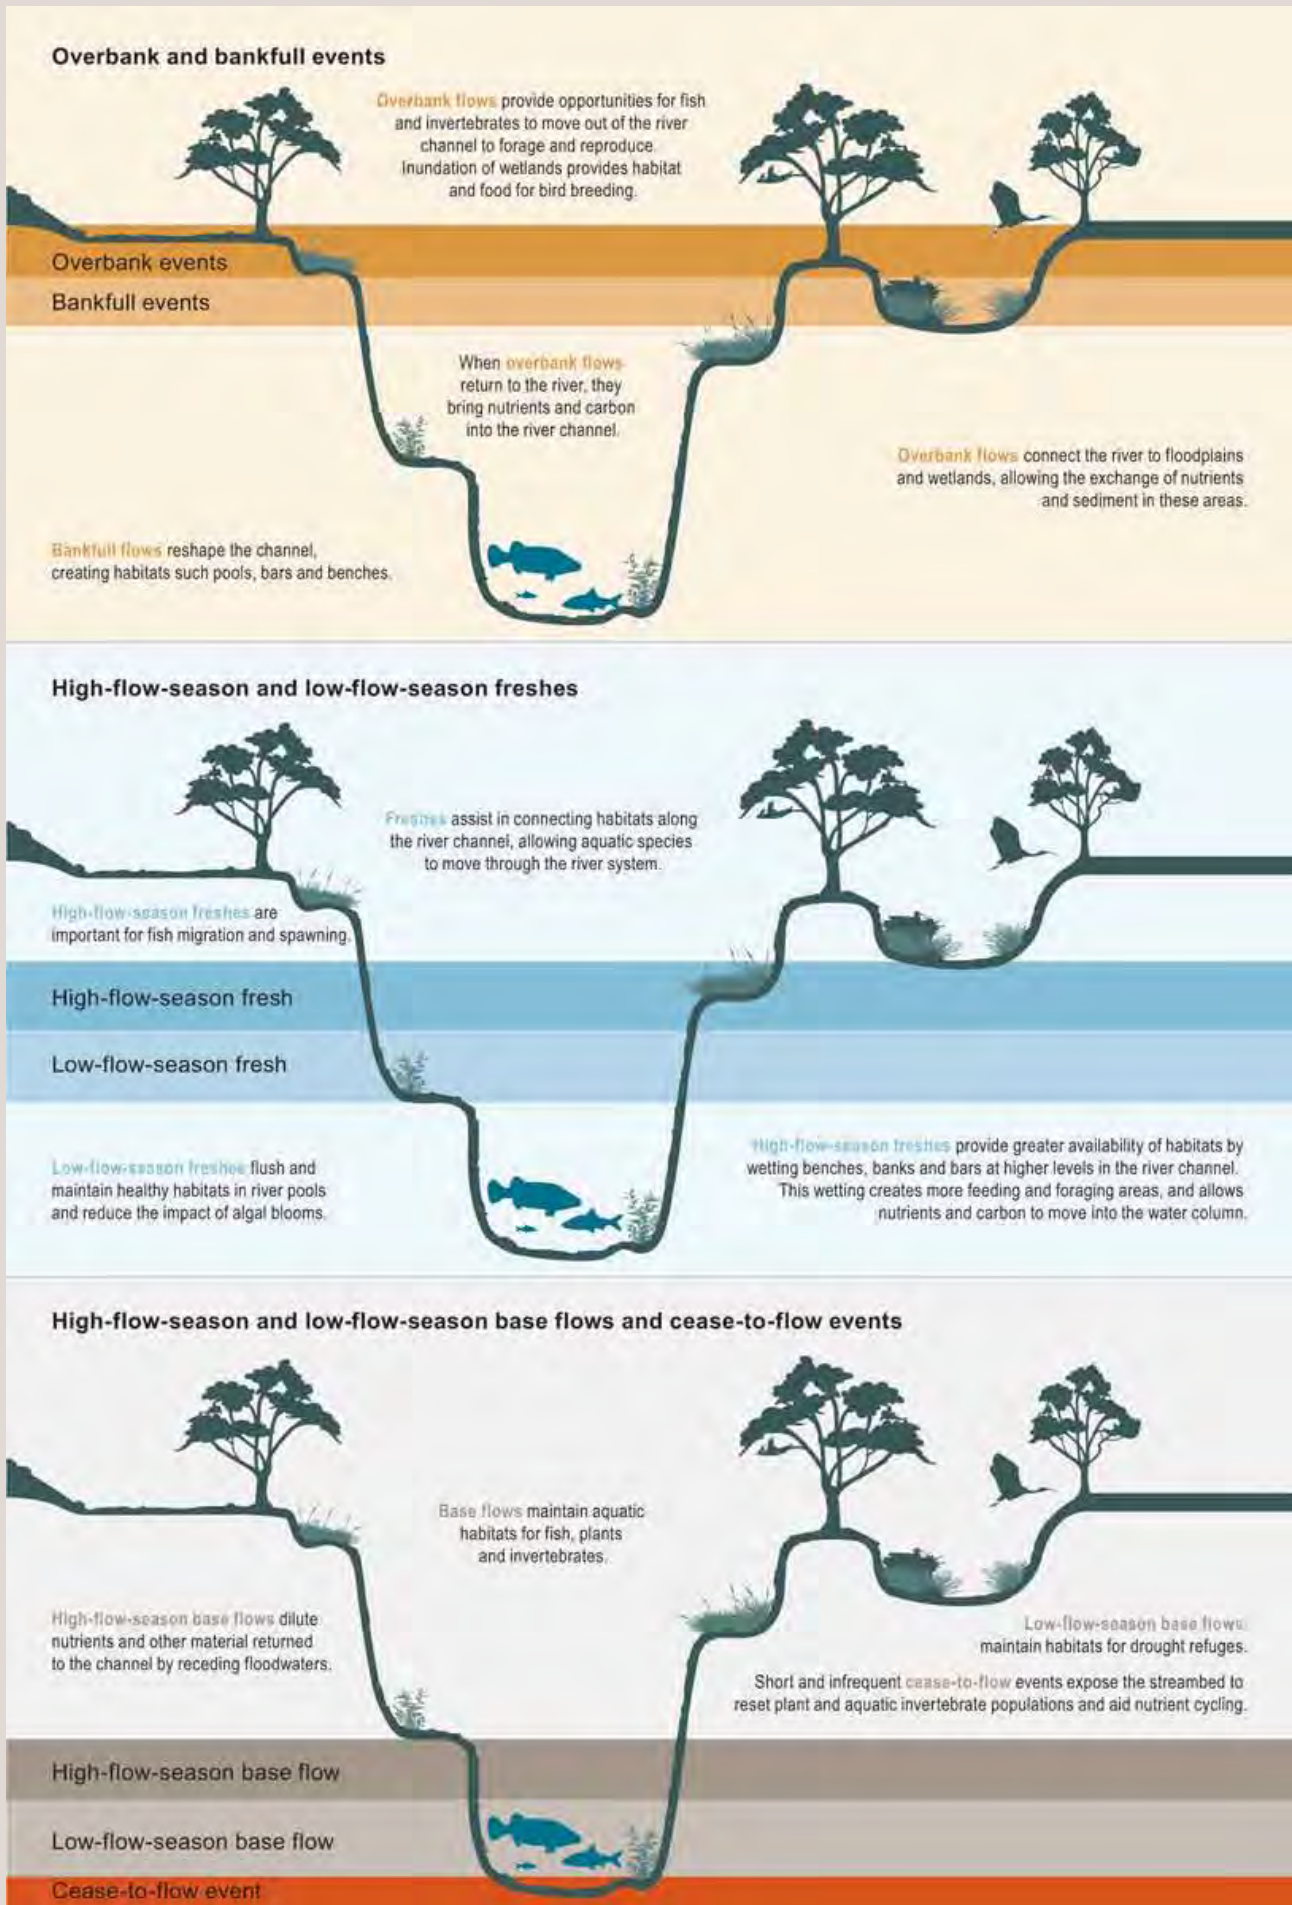 Overbank and bankfull events
Overbank flows provide opportunities for fish
and invertebrates to move out of the river
channel to forage and reproduce.
Inundation of wetlands provides habitat
and food for bird breeding.
Overbank events
Bankfull events
When overbank flows
return to the river, they
bring nutrients and carbon
into the river channel.
Overbank flows connect the river to floodplains
and wetlands, allowing the exchange of nutrients
and sediment in these areas.
Bankfull flows reshape the channel,
creating habitats such pools, bars and benches.
High-flow-season and low-flow-season freshes
Freshes assist in connecting habitats along
the river channel, allowing aquatic species
to move through the river system.
High-flow-season freshes are
important for fish migration and spawning.
High-flow-season fresh
Low-flow-season fresh
Low-flow-season freshes flush and
maintain healthy habitats in river pools
and reduce the impact of algal blooms.
High-flow-season freshes provide greater availability of habitats by
wetting benches, banks and bars at higher levels in the river channel.
This wetting creates more feeding and foraging areas, and allows
nutrients and carbon to move into the water column.
High-flow-season and low-flow-season base flows and cease-to-flow events
Base flows maintain aquatic
habitats for fish, plants
and invertebrates.
High-flow-season base flows dilute
nutrients and other material returned
to the channel by receding floodwaters.
Low-flow-season base flows
maintain habitats for drought refuges.
Short and infrequent cease-to-flow events expose the streambed to
reset plant and aquatic invertebrate populations and aid nutrient cycling.
High-flow-season base flow
Low-flow-season base flow
Cease-to-flow event